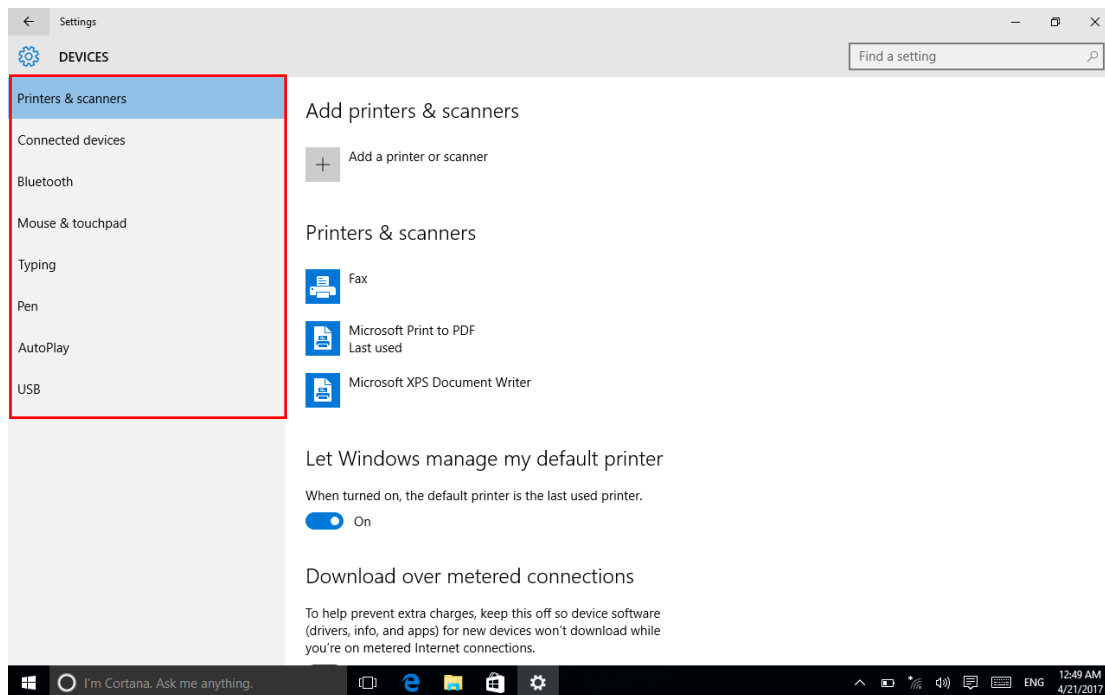 Settings
DEVICES
Find a setting
Printers & scanners
Connected devices
Bluetooth
Mouse & touchpad
Typing
Pen
AutoPlay
USB
Add printers & scanners
Add a printer or scanner
Printers & scanners
Fax
Microsoft Print to PDF
Last used
Microsoft XPS Document Writer
Let Windows manage my default printer
When turned on, the default printer is the last used printer.
On
Download over metered connections
To help prevent extra charges, keep this off so device software
(drivers, info, and apps) for new devices won't download while
you're on metered Internet connections.
I'm Cortana. Ask me anything.
ENG
12:49 AM
4/21/2017